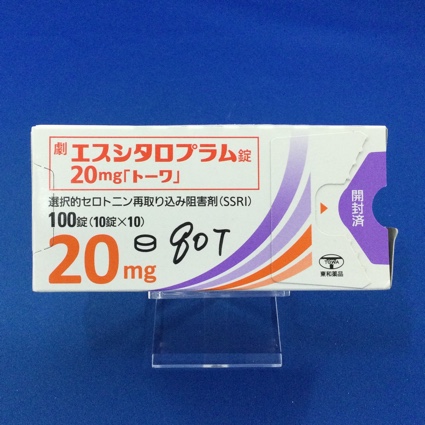 劇 エスシタロプラム錠
20mg「トーワ」
選択的セロトニン再取り込み阻害剤(SSRI)
100錠(10錠×10)
20mg
90T
開封済
TOWA
東和薬品